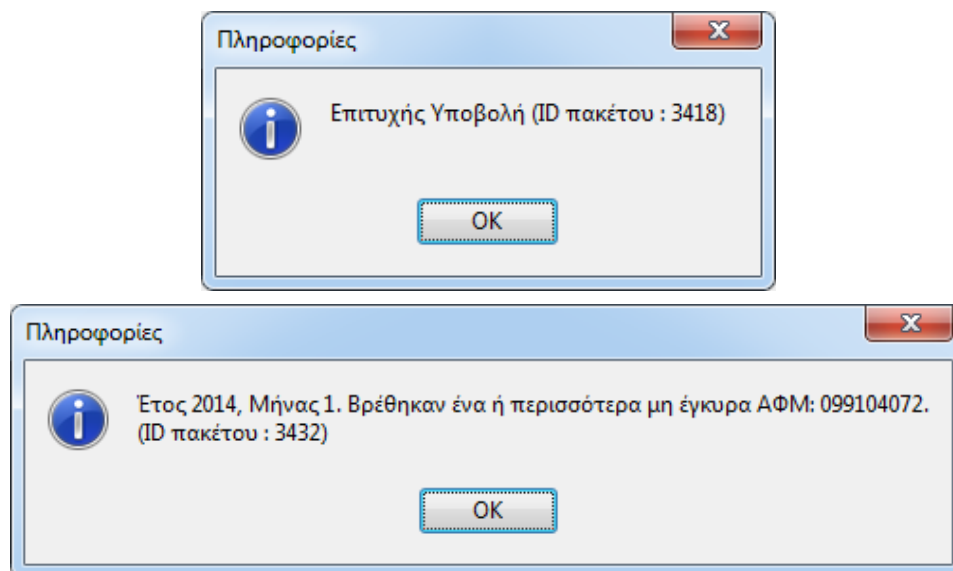 Πληροφορίες
Επιτυχής Υποβολή (ID πακέτου : 3418)
OK
Πληροφορίες
Έτος 2014, Μήνας 1. Βρέθηκαν ένα ή περισσότερα μη έγκυρα ΑΦΜ: 099104072.
(ID πακέτου : 3432)
OK